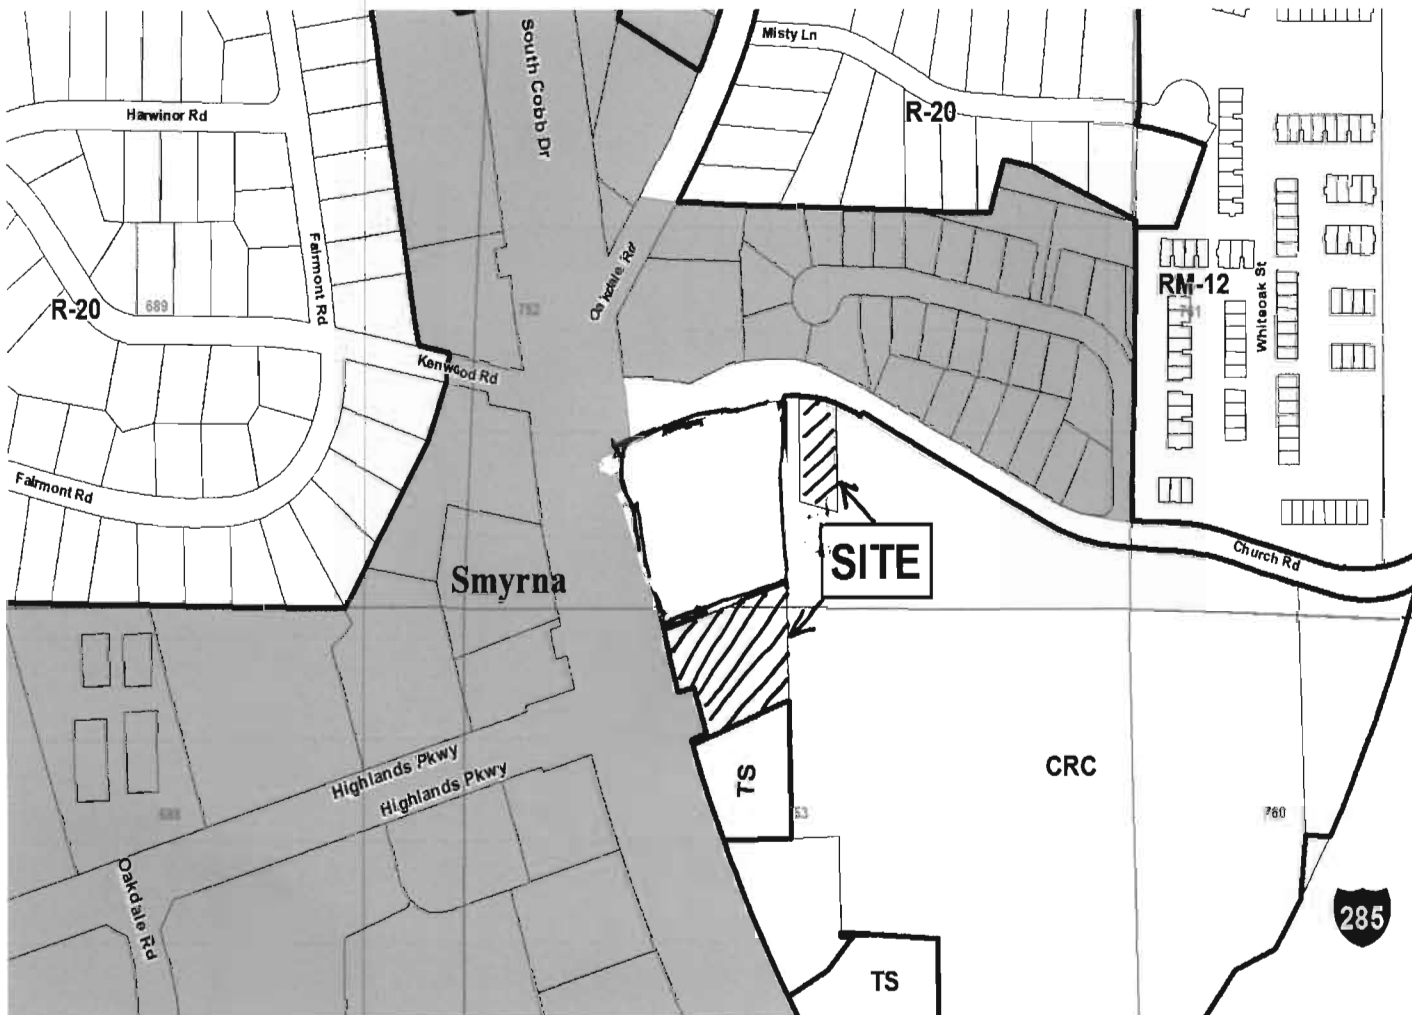 Misty Ln
South Cobb Dr
R-20
Harwinor Rd
Fairmont Rd
Oakdale Rd
RM-12
Whiteoak St
R-20
689
752
Kenwood Rd
Fairmont Rd
Church Rd
SITE
Smyrna
Highlands Pkwy
Highlands Pkwy
TS
CRC
760
Oakdale Rd
285
TS